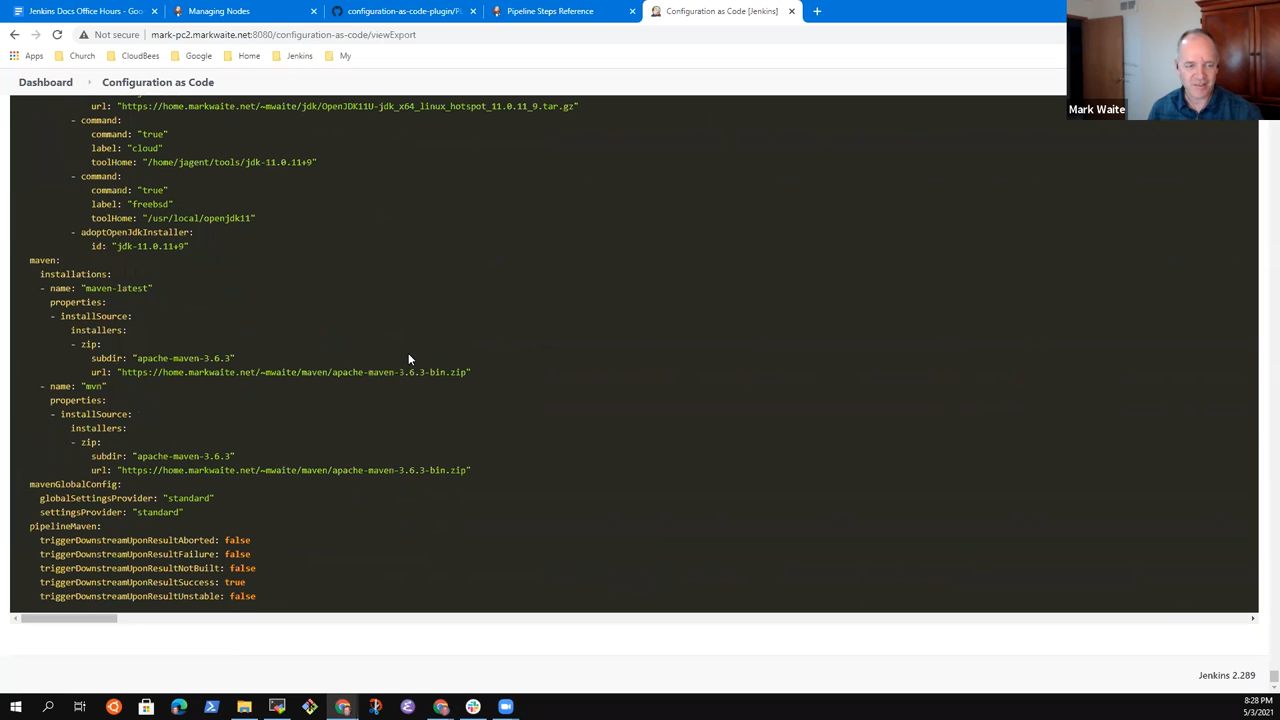 Jenkins Docs Office Hours - Goo
Managing Nodes
configuration-as-code-plugin/PL
Pipeline Steps Reference
Configuration as Code [Jenkins]
Not secure
mark-pc2.markwaite.net:8080/configuration-as-code/viewExport
Apps
Church
CloudBees
Google
Home
Jenkins
My
Mark Waite
Dashboard
Configuration as Code
url: "https://home.markwaite.net/~mwaite/jdk/OpenJDK11U-jdk_x64_linux_hotspot_11.0.11_9.tar.gz"
- command:
command: "true"
label: "cloud"
toolHome: "/home/jagent/tools/jdk-11.0.11+9"
- command:
command: "true"
label: "freebsd"
toolHome: "/usr/local/openjdk11"
- adoptOpenJdkInstaller:
id: "jdk-11.0.11+9"
maven:
installations:
- name: "maven-latest"
properties:
- installSource:
installers:
- zip:
subdir: "apache-maven-3.6.3"
url: "https://home.markwaite.net/~mwaite/maven/apache-maven-3.6.3-bin.zip"
- name: "mvn"
properties:
- installSource:
installers:
- zip:
subdir: "apache-maven-3.6.3"
url: "https://home.markwaite.net/~mwaite/maven/apache-maven-3.6.3-bin.zip"
mavenGlobalConfig:
globalSettingsProvider: "standard"
settingsProvider: "standard"
pipelineMaven:
triggerDownstreamUponResultAborted: false
triggerDownstreamUponResultFailure: false
triggerDownstreamUponResultNotBuilt: false
triggerDownstreamUponResultSuccess: true
triggerDownstreamUponResultUnstable: false
Jenkins 2.289
8:28 PM
5/3/2021